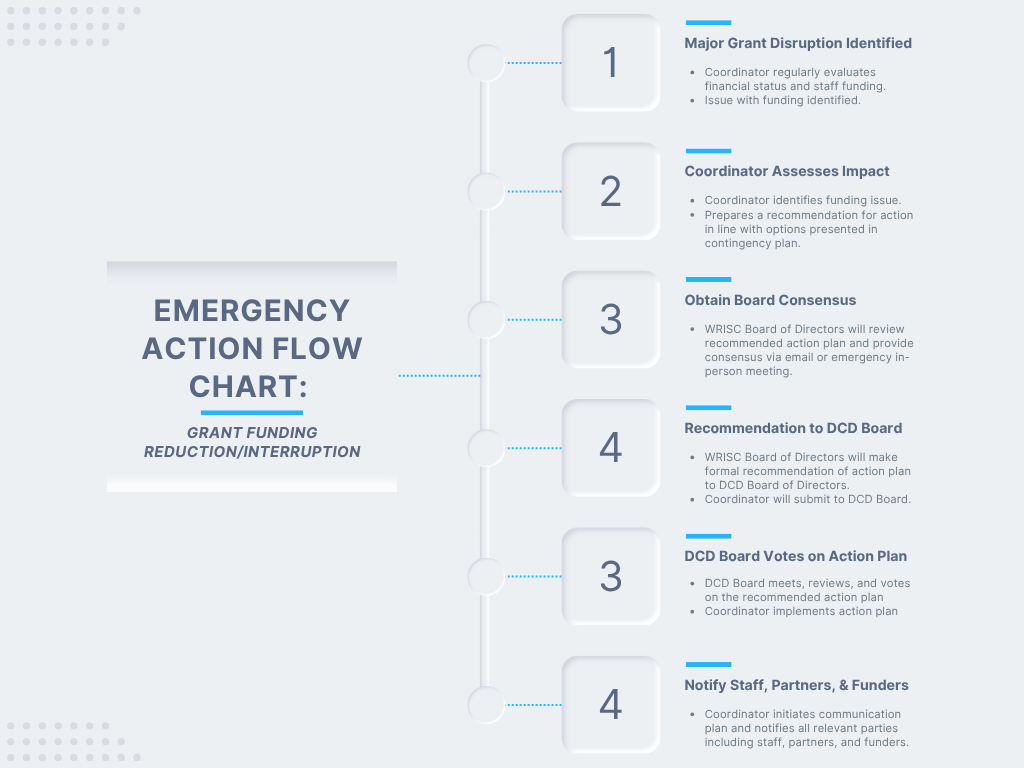 EMERGENCY
ACTION FLOW
CHART:
GRANT FUNDING
REDUCTION/INTERRUPTION
1
Major Grant Disruption Identified
• Coordinator regularly evaluates
financial status and staff funding.
• Issue with funding identified.
2
Coordinator Assesses Impact
• Coordinator identifies funding issue.
• Prepares a recommendation for action
in line with options presented in
contingency plan.
3
Obtain Board Consensus
• WRISC Board of Directors will review
recommended action plan and provide
consensus via email or emergency in-
person meeting.
4
Recommendation to DCD Board
• WRISC Board of Directors will make
formal recommendation of action plan
to DCD Board of Directors.
• Coordinator will submit to DCD Board.
3
DCD Board Votes on Action Plan
• DCD Board meets, reviews, and votes
on the recommended action plan
• Coordinator implements action plan
4
Notify Staff, Partners, & Funders
• Coordinator initiates communication
plan and notifies all relevant parties
including staff, partners, and funders.